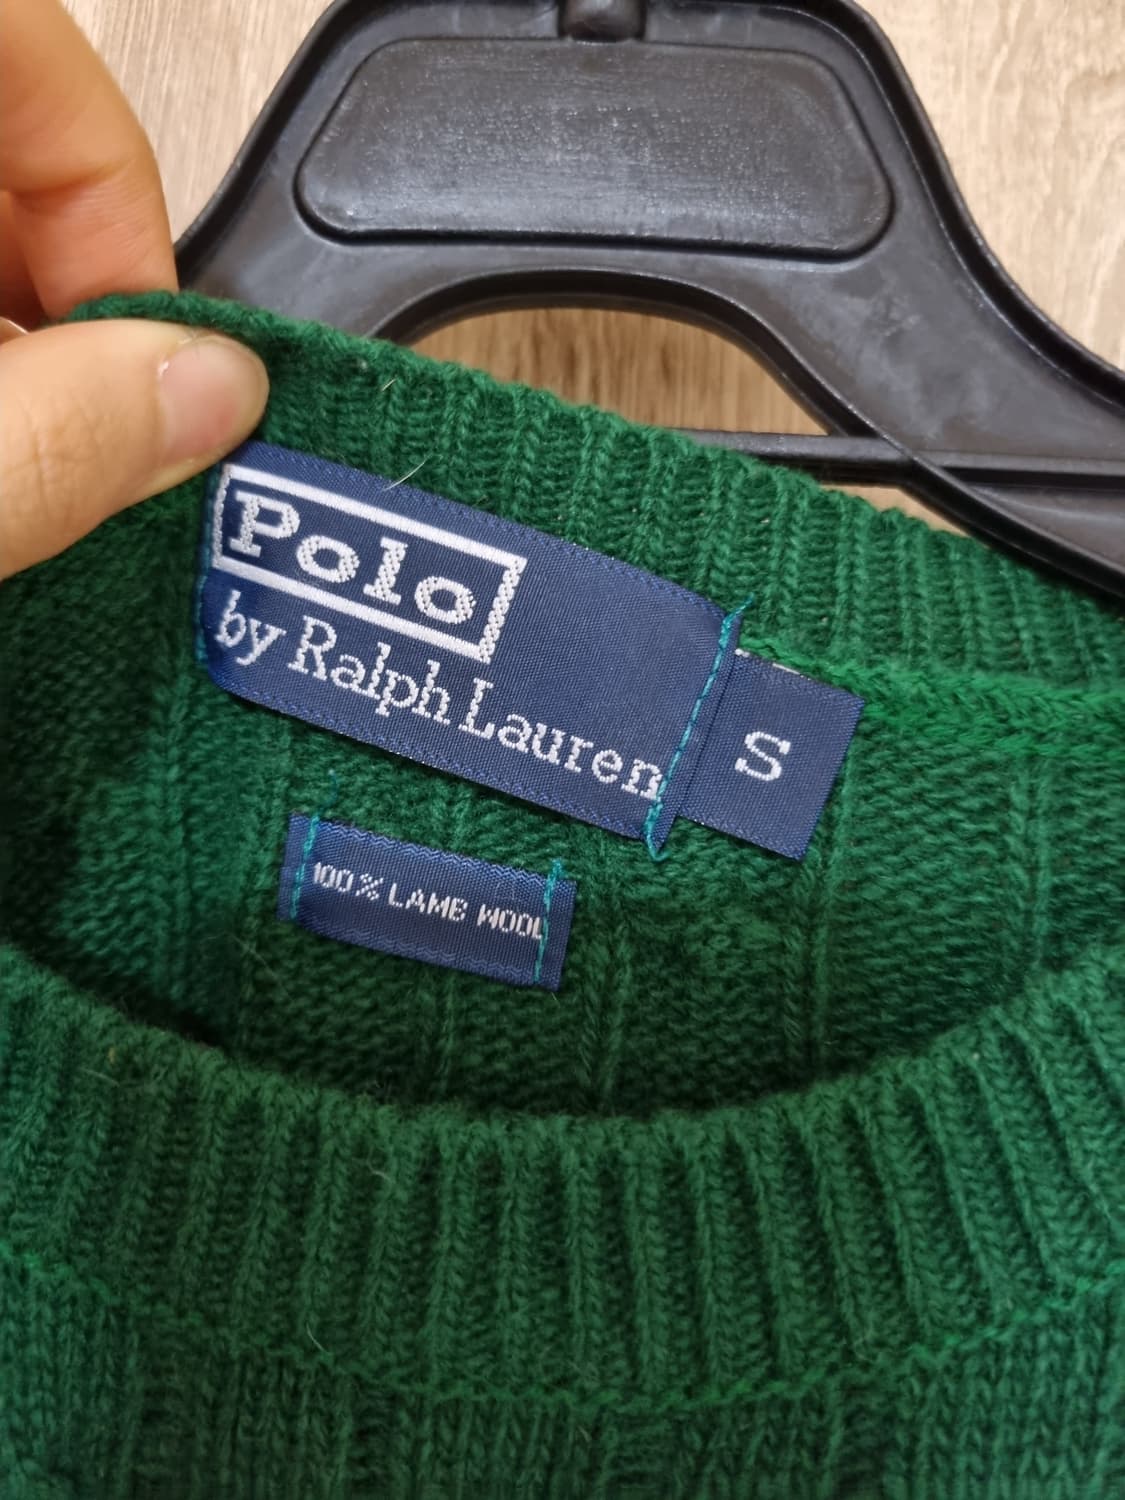 Polo
by Ralph Lauren
S
100% LAMB WOOL